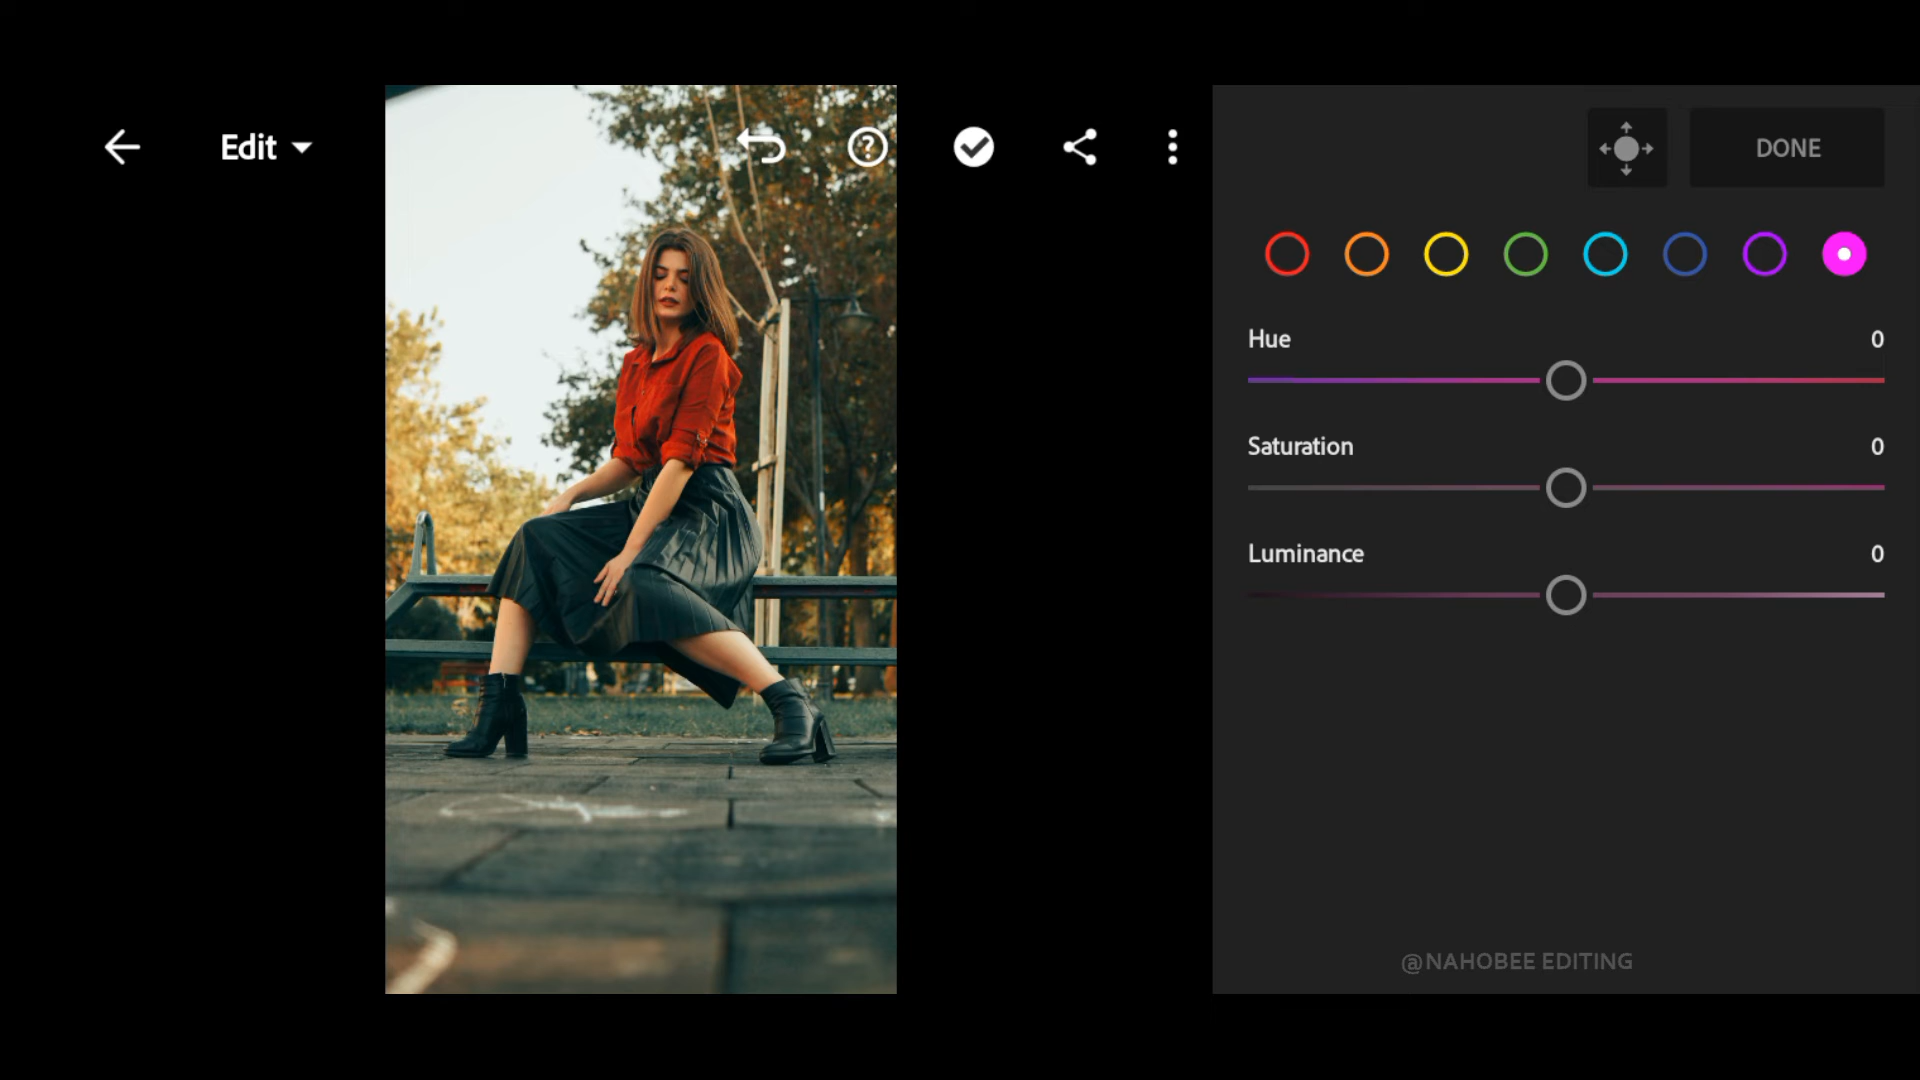 Edit
DONE
Hue 0
Saturation 0
Luminance 0
@NAHOBEE EDITING